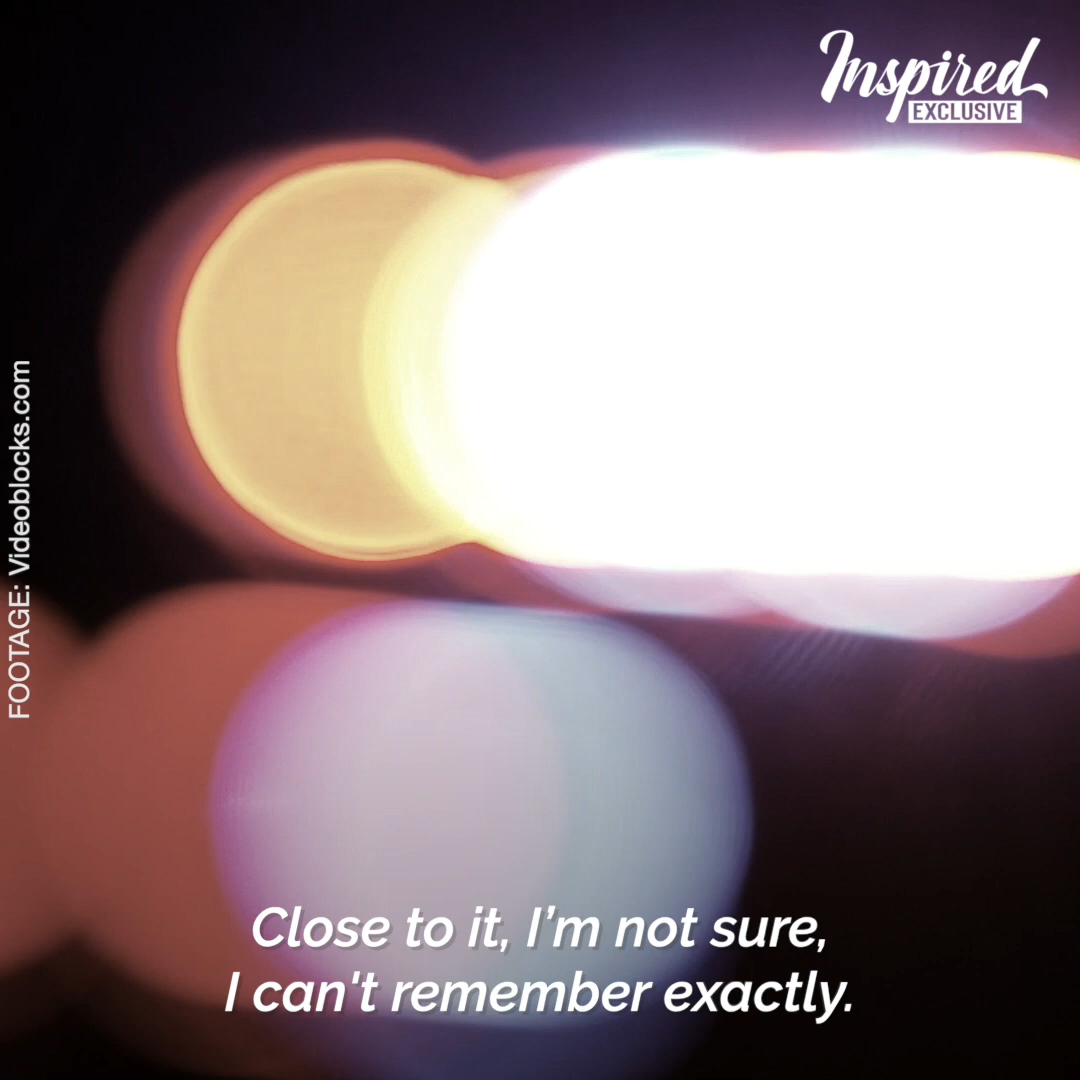 Inspired
EXCLUSIVE
FOOTAGE: Videoblocks.com
Close to it, I’m not sure,
I can't remember exactly.